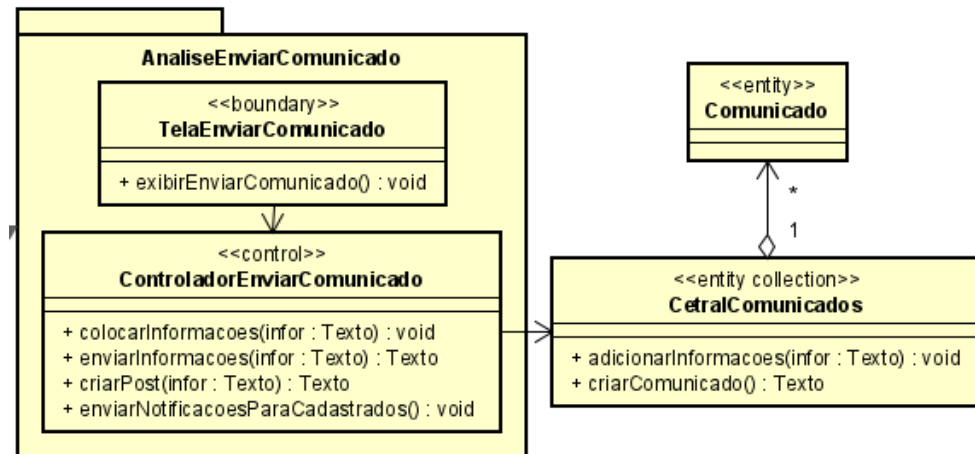 AnaliseEnviarComunicado
<<boundary>>
TelaEnviarComunicado
+ exibirEnviarComunicado() : void
<<control>>
ControladorEnviarComunicado
+ colocarInformacoes(infor : Texto) : void
+ enviarInformacoes(infor : Texto) : Texto
+ criarPost(infor : Texto) : Texto
+ enviarNotificacoesParaCadastrados() : void
<<entity>>
Comunicado
*
1
<<entity collection>>
CetralComunicados
+ adicionarInformacoes(infor : Texto) : void
+ criarComunicado() : Texto